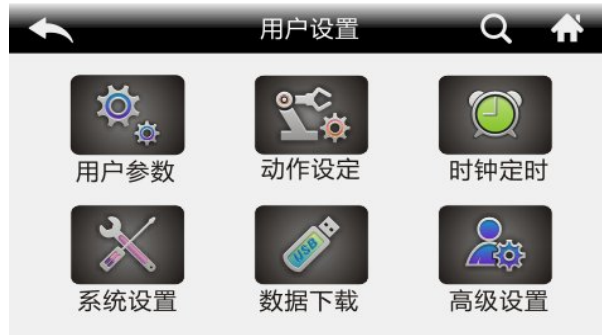 用户设置
用户参数
动作设定
时钟定时
USB
系统设置
数据下载
高级设置